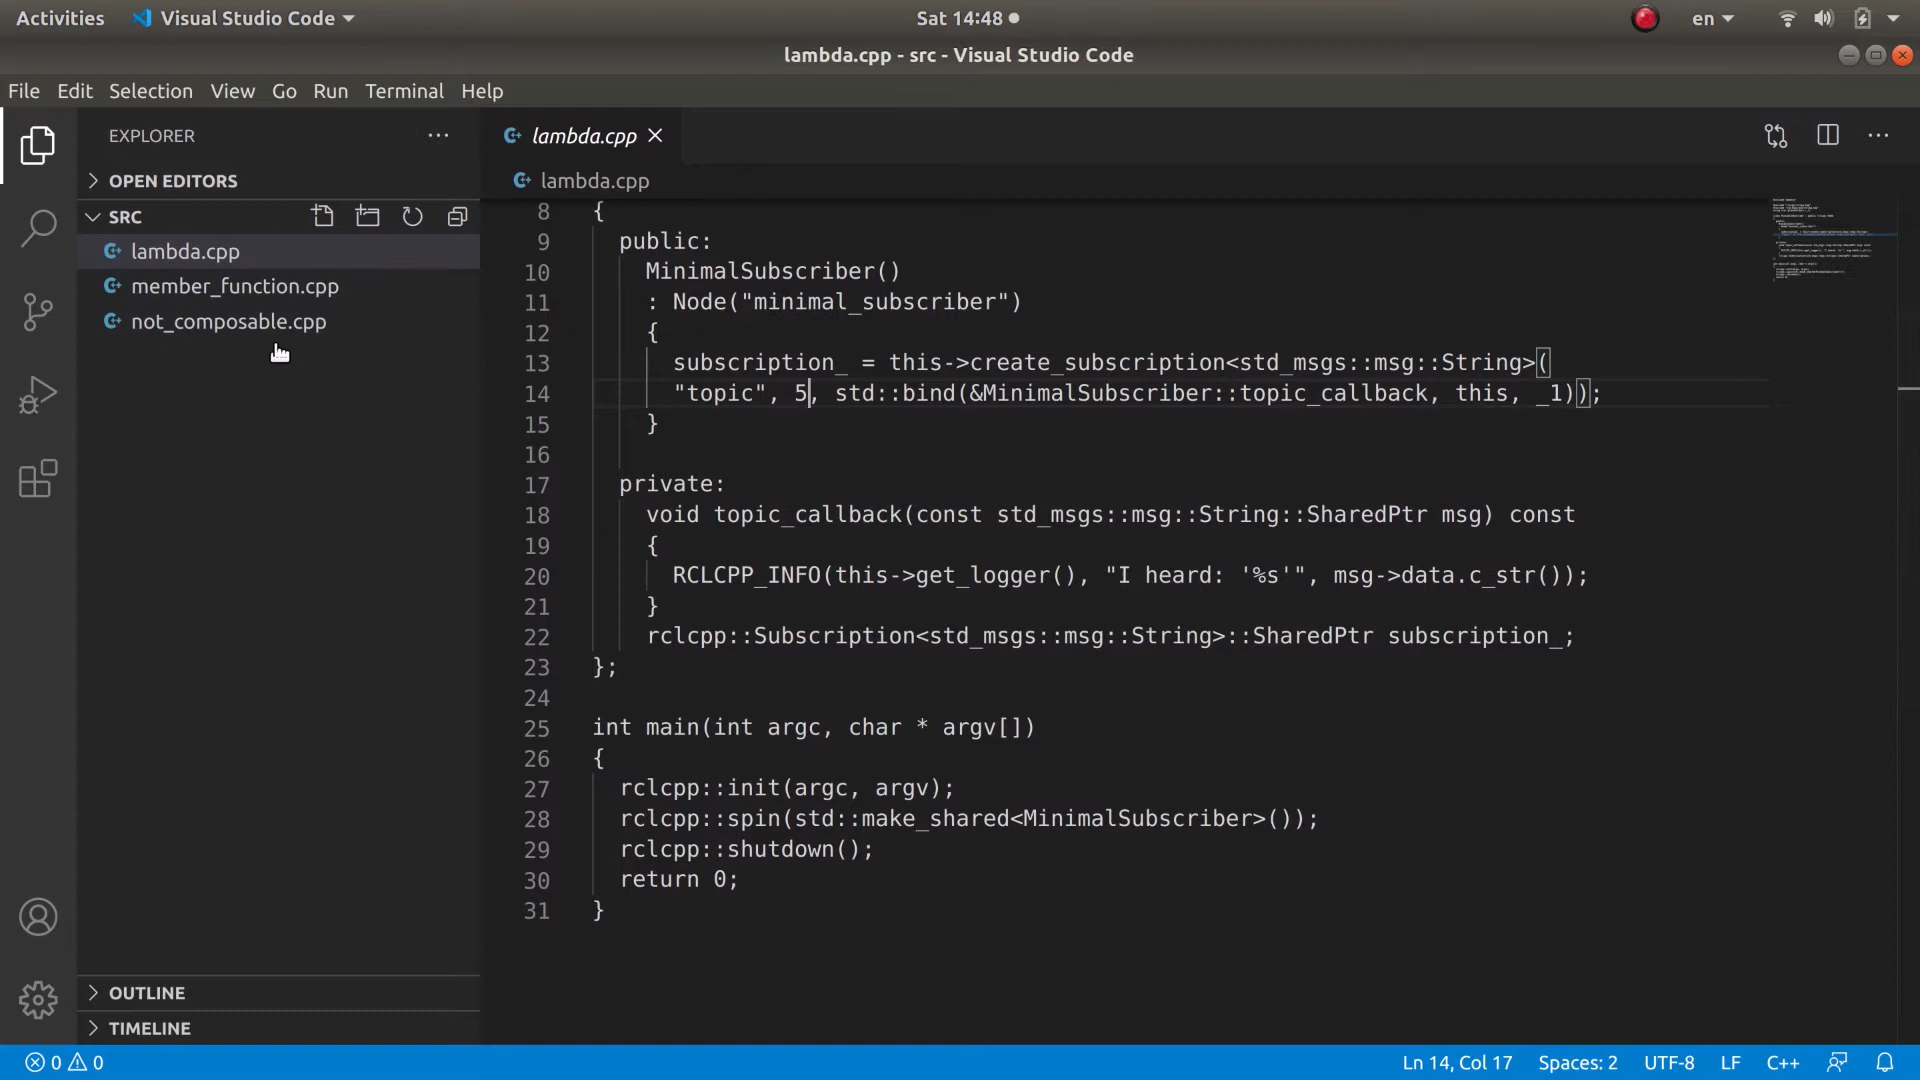 Activities
Visual Studio Code
Sat 14:48
en
lambda.cpp - src - Visual Studio Code
File Edit Selection View Go Run Terminal Help
EXPLORER
OPEN EDITORS
SRC
lambda.cpp
member_function.cpp
not_composable.cpp
OUTLINE
TIMELINE
lambda.cpp
lambda.cpp
8 {
9 public:
10 MinimalSubscriber()
11 : Node("minimal_subscriber")
12 {
13 subscription_ = this->create_subscription<std_msgs::msg::String>(
14 "topic", 5, std::bind(&MinimalSubscriber::topic_callback, this, _1));
15 }
16
17 private:
18 void topic_callback(const std_msgs::msg::String::SharedPtr msg) const
19 {
20 RCLCPP_INFO(this->get_logger(), "I heard: '%s'", msg->data.c_str());
21 }
22 rclcpp::Subscription<std_msgs::msg::String>::SharedPtr subscription_;
23 };
24
25 int main(int argc, char * argv[])
26 {
27 rclcpp::init(argc, argv);
28 rclcpp::spin(std::make_shared<MinimalSubscriber>());
29 rclcpp::shutdown();
30 return 0;
31 }
0 0
Ln 14, Col 17 Spaces: 2 UTF-8 LF C++